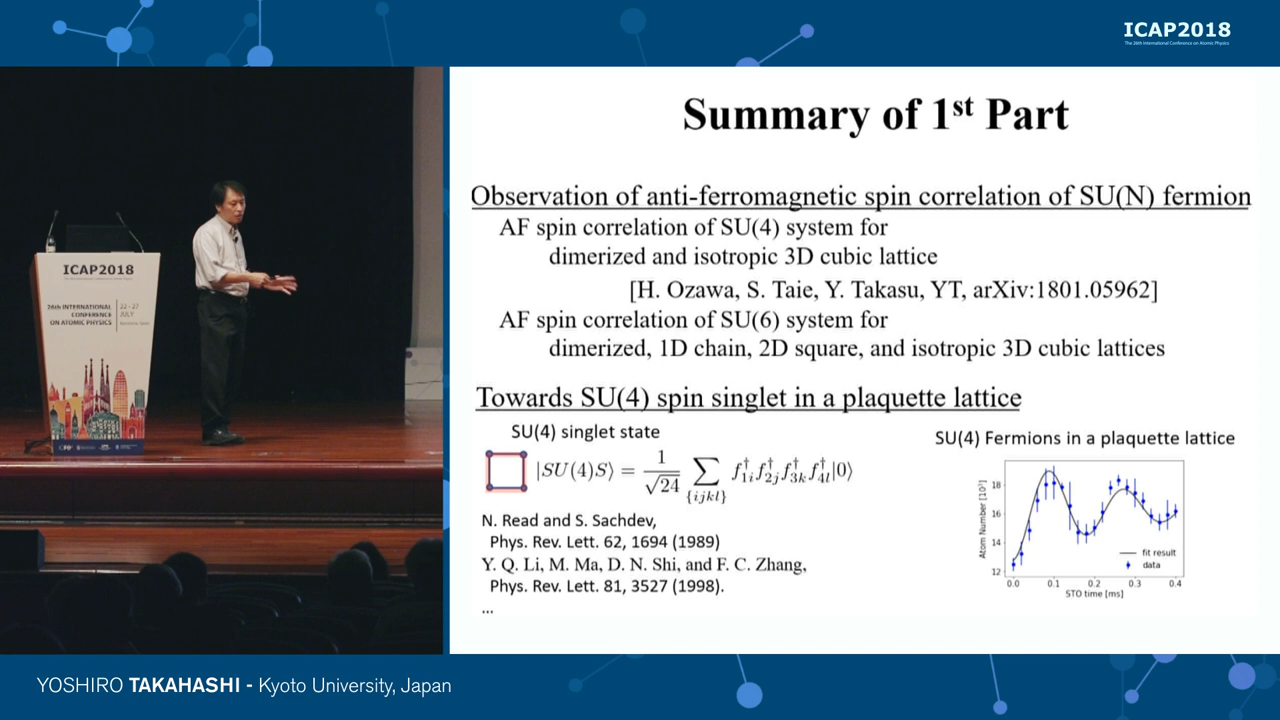 ICAP2018
The 26th International Conference on Atomic Physics
ICAP2018
26th INTERNATIONAL
CONFERENCE
ON ATOMIC PHYSICS
22 - 27
JULY
Summary of 1st Part
Observation of anti-ferromagnetic spin correlation of SU(N) fermion
AF spin correlation of SU(4) system for
dimerized and isotropic 3D cubic lattice
[H. Ozawa, S. Taie, Y. Takasu, YT, arXiv:1801.05962]
AF spin correlation of SU(6) system for
dimerized, 1D chain, 2D square, and isotropic 3D cubic lattices
Towards SU(4) spin singlet in a plaquette lattice
SU(4) singlet state
|SU(4)S⟩ = 1/√24 ∑{ijkl} f†1i f†2j f†3k f†4l|0⟩
N. Read and S. Sachdev,
Phys. Rev. Lett. 62, 1694 (1989)
Y. Q. Li, M. Ma, D. N. Shi, and F. C. Zhang,
Phys. Rev. Lett. 81, 3527 (1998).
...
SU(4) Fermions in a plaquette lattice
Atom Number [10³]
18
16
14
12
fit result
data
0.0 0.1 0.2 0.3 0.4
STO time [ms]
YOSHIRO TAKAHASHI - Kyoto University, Japan